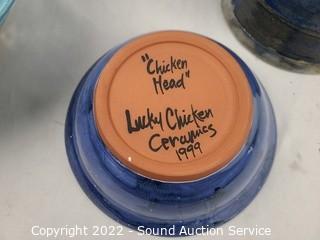 "Chicken
Head"
Lucky Chicken
Ceramics
1999
Copyright 2022 - Sound Auction Service